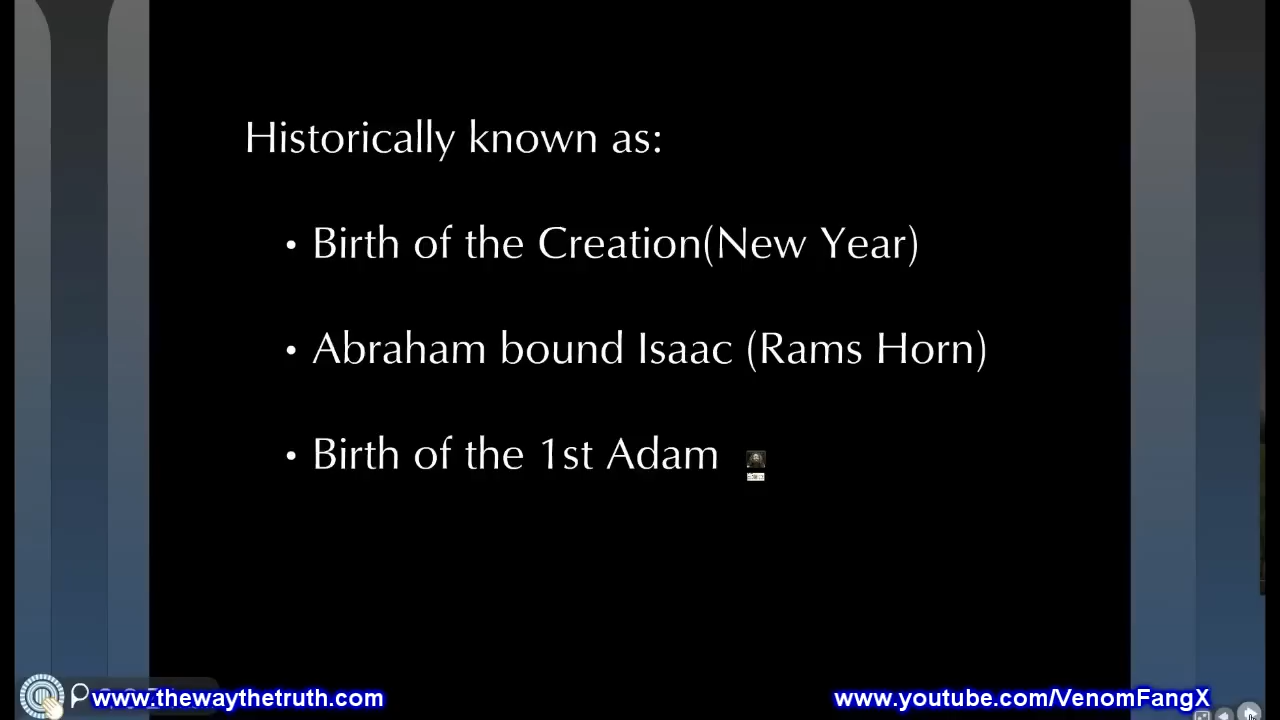 Historically known as:
• Birth of the Creation(New Year)
• Abraham bound Isaac (Rams Horn)
• Birth of the 1st Adam
www.thewaythetruth.com
www.youtube.com/VenomFangX